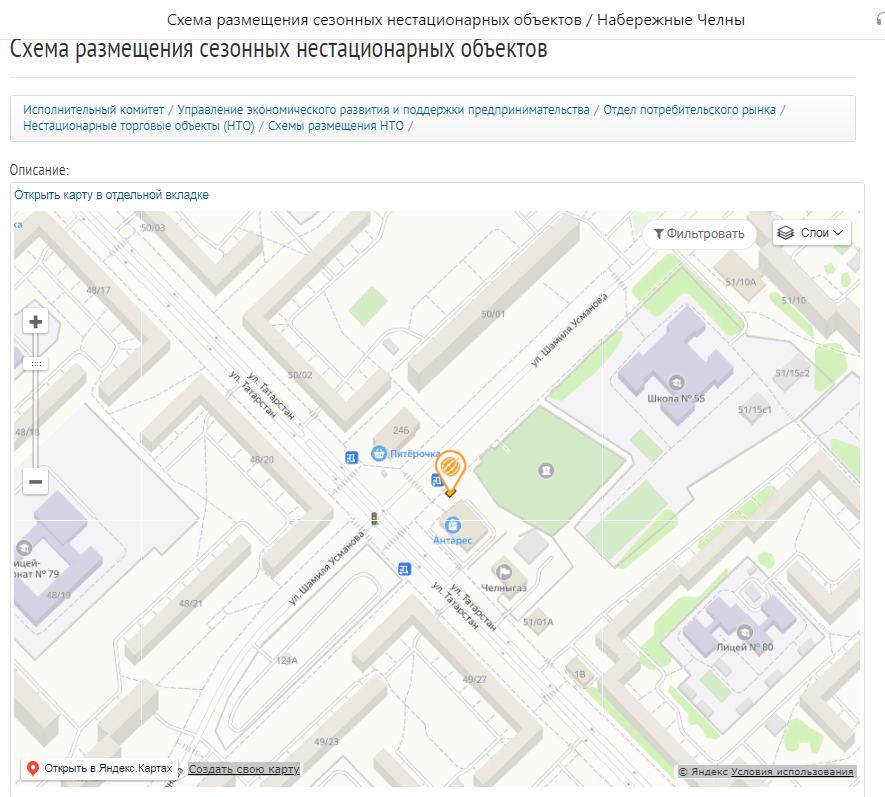 Схема размещения сезонных нестационарных объектов / Набережные Челны
Схема размещения сезонных нестационарных объектов
Исполнительный комитет / Управление экономического развития и поддержки предпринимательства / Отдел потребительского рынка /
Нестационарные торговые объекты (НТО) / Схемы размещения НТО /
Описание:
Открыть карту в отдельной вкладке
ка
50/03
Фильтровать
Слои
51/10А
51/10
48/17
50/01
ул. Шамиля Усманова
50/02
ул. Татарстан
ул. Татарстан
51/15с2
Школа № 55
51/15с1
24Б
48/18
Пятёрочка
48/20
Антарес
ул. Шамиля Усманова
ицей-
нат № 79
Челныгаз
ул. Татарстан
ул. Татарстан
48/19
48/21
51/01А
Лицей № 80
124А
1В
49/27
49/23
Открыть в Яндекс.Картах
Создать свою карту
© Яндекс Условия использования